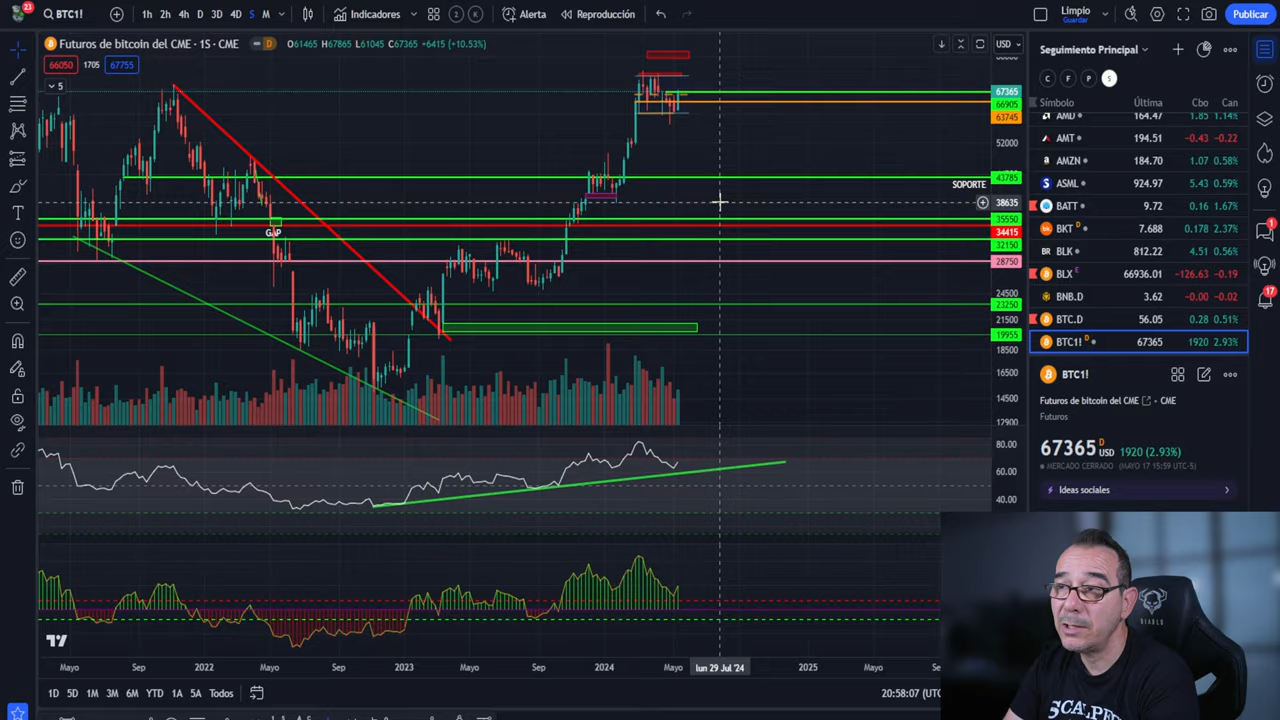 23
BTC1!
1h 2h 4h D 3D 4D S M
Indicadores
2
K
Alerta
Reproducción
Limpio
Guardar
Publicar
Futuros de bitcoin del CME · 1S · CME
D
O61465 H67865 L61045 C67365 +6415 (+10.53%)
USD
66050 1705 67755
5
67365
66905
63745
52000
SOPORTE
43785
38635
35550
34415
32150
28750
24500
23250
21500
19955
18500
16500
14500
12900
GAP
80.00
60.00
40.00
Mayo Sep 2022 Mayo Sep 2023 Mayo Sep 2024 Mayo lun 29 Jul '24 2025 Mayo
1D 5D 1M 3M 6M YTD 1A 5A Todos
20:58:07 (UTC
Seguimiento Principal
C F P S
Símbolo Última Cbo Can
AMD 164.47 1.85 1.14%
AMT 194.51 -0.43 -0.22
AMZN 184.70 1.07 0.58%
ASML 924.97 5.43 0.59%
BATT 9.72 0.16 1.67%
BKT D 7.688 0.178 2.37%
BLK 812.22 4.51 0.56%
BLX E 66936.01 -126.63 -0.19
BNB.D 3.62 -0.00 -0.02
BTC.D 56.05 0.28 0.51%
BTC1! D 67365 1920 2.93%
BTC1!
Futuros de bitcoin del CME · CME
Futuros
67365 D USD 1920 (2.93%)
MERCADO CERRADO (MAYO 17 15:59 UTC-5)
Ideas sociales
1
17
DIABLO
SCALPER